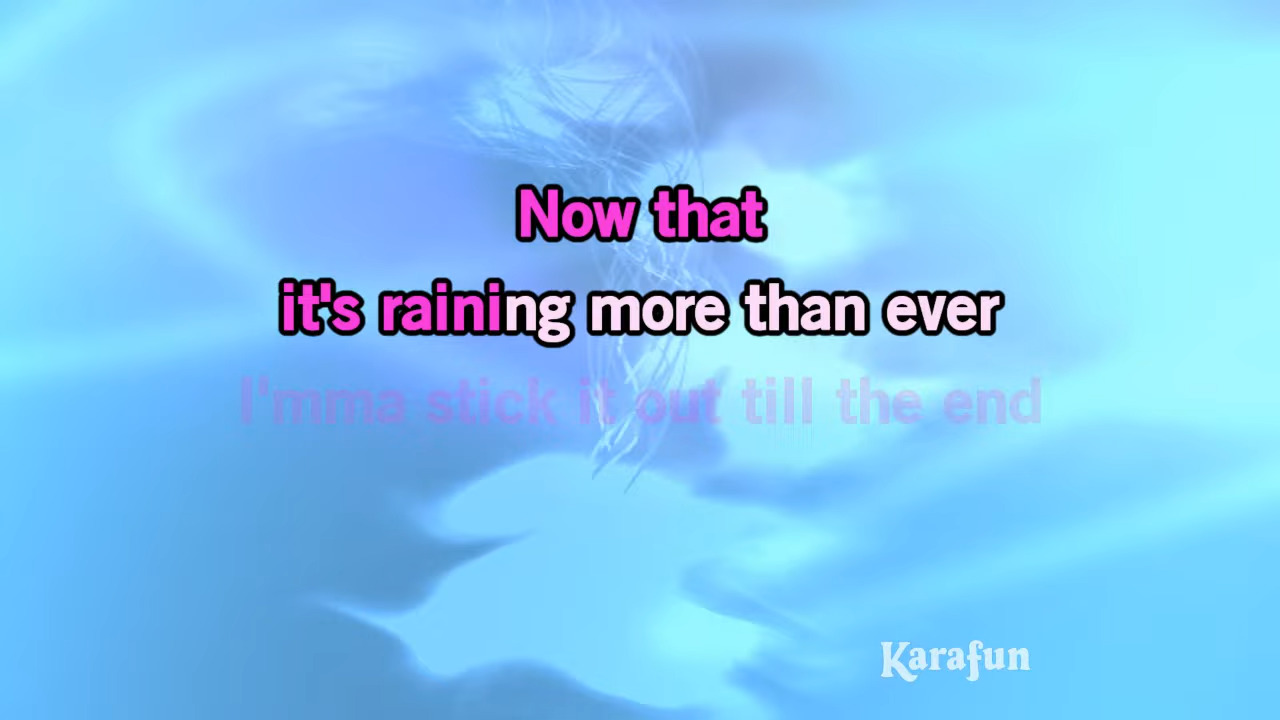 Now that
it's raining more than ever
I'mma stick it out till the end
Karafun